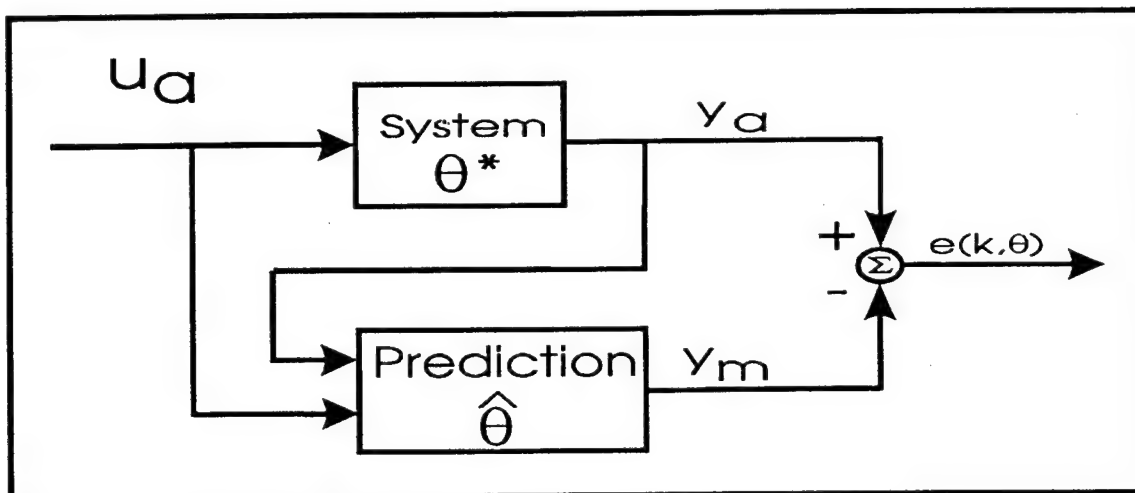 u_a
System
θ*
y_a
+
Σ
e(k,θ)
-
Prediction
θ̂
y_m